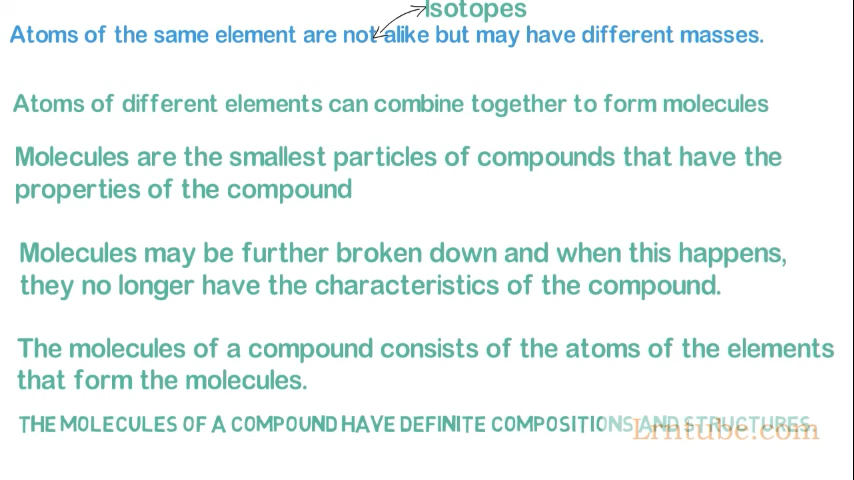 Isotopes
Atoms of the same element are not alike but may have different masses.
Atoms of different elements can combine together to form molecules
Molecules are the smallest particles of compounds that have the
properties of the compound
Molecules may be further broken down and when this happens,
they no longer have the characteristics of the compound.
The molecules of a compound consists of the atoms of the elements
that form the molecules.
THE MOLECULES OF A COMPOUND HAVE DEFINITE COMPOSITIONS AND STRUCTURES.
Lrntube.com